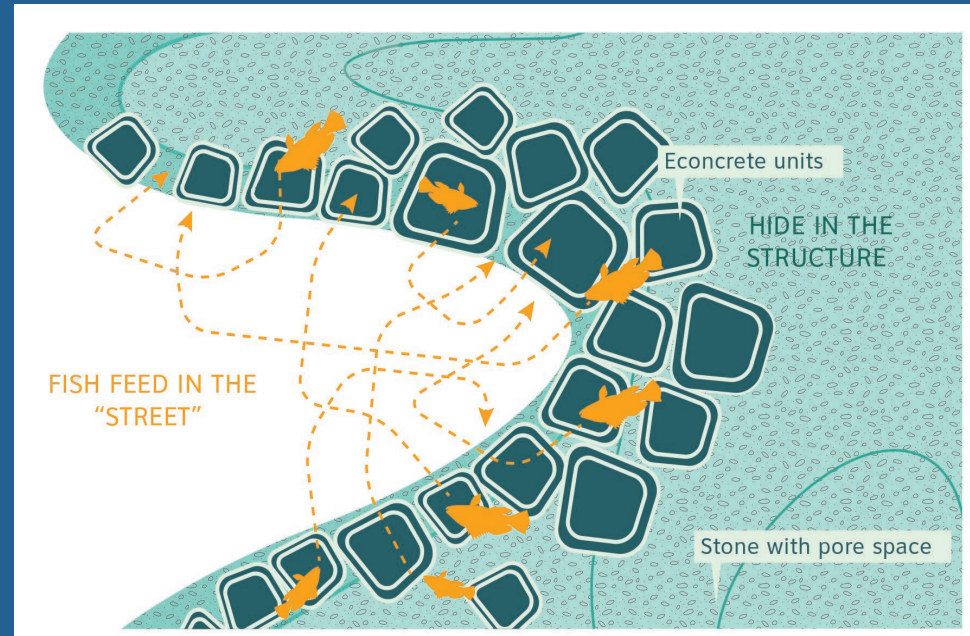 Econcrete units
HIDE IN THE
STRUCTURE
FISH FEED IN THE
“STREET”
Stone with pore space